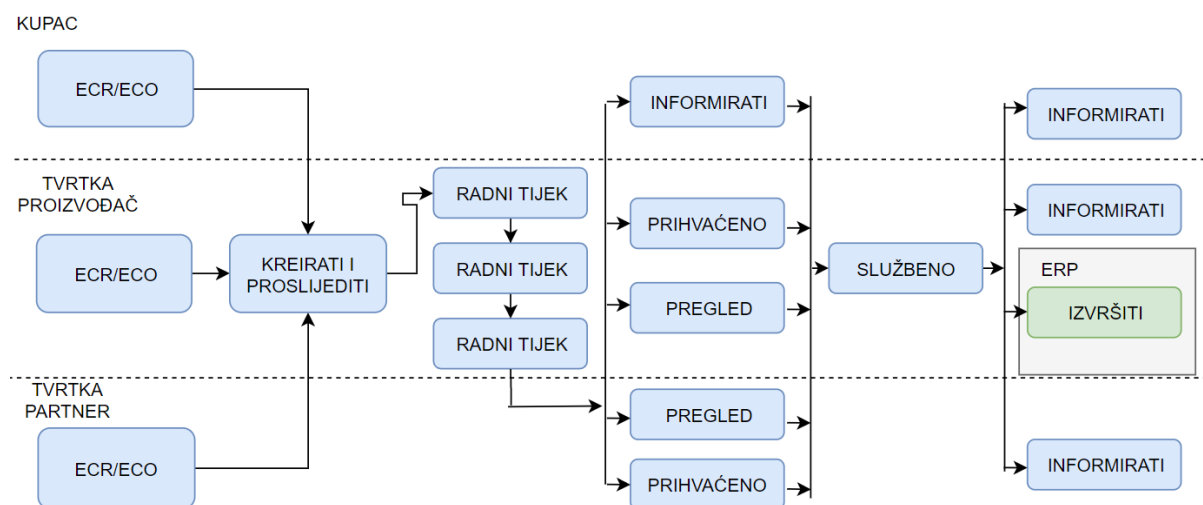 KUPAC
ECR/ECO
INFORMIRATI
INFORMIRATI
TVRTKA
PROIZVOĐAČ
ECR/ECO
KREIRATI I
PROSLIJEDITI
RADNI TIJEK
RADNI TIJEK
RADNI TIJEK
PRIHVAĆENO
PREGLED
SLUŽBENO
INFORMIRATI
ERP
IZVRŠITI
TVRTKA
PARTNER
ECR/ECO
PREGLED
PRIHVAĆENO
INFORMIRATI